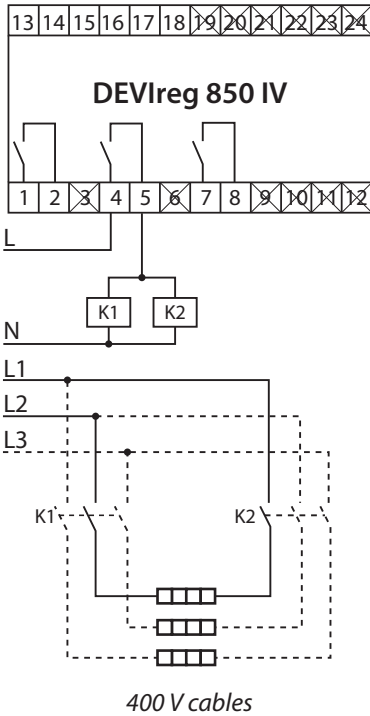 13 14 15 16 17 18 19 20 21 22 23 24
DEVIreg 850 IV
1 2 3 4 5 6 7 8 9 10 11 12
L
K1 K2
N
L1
L2
L3
K1 K2
400 V cables